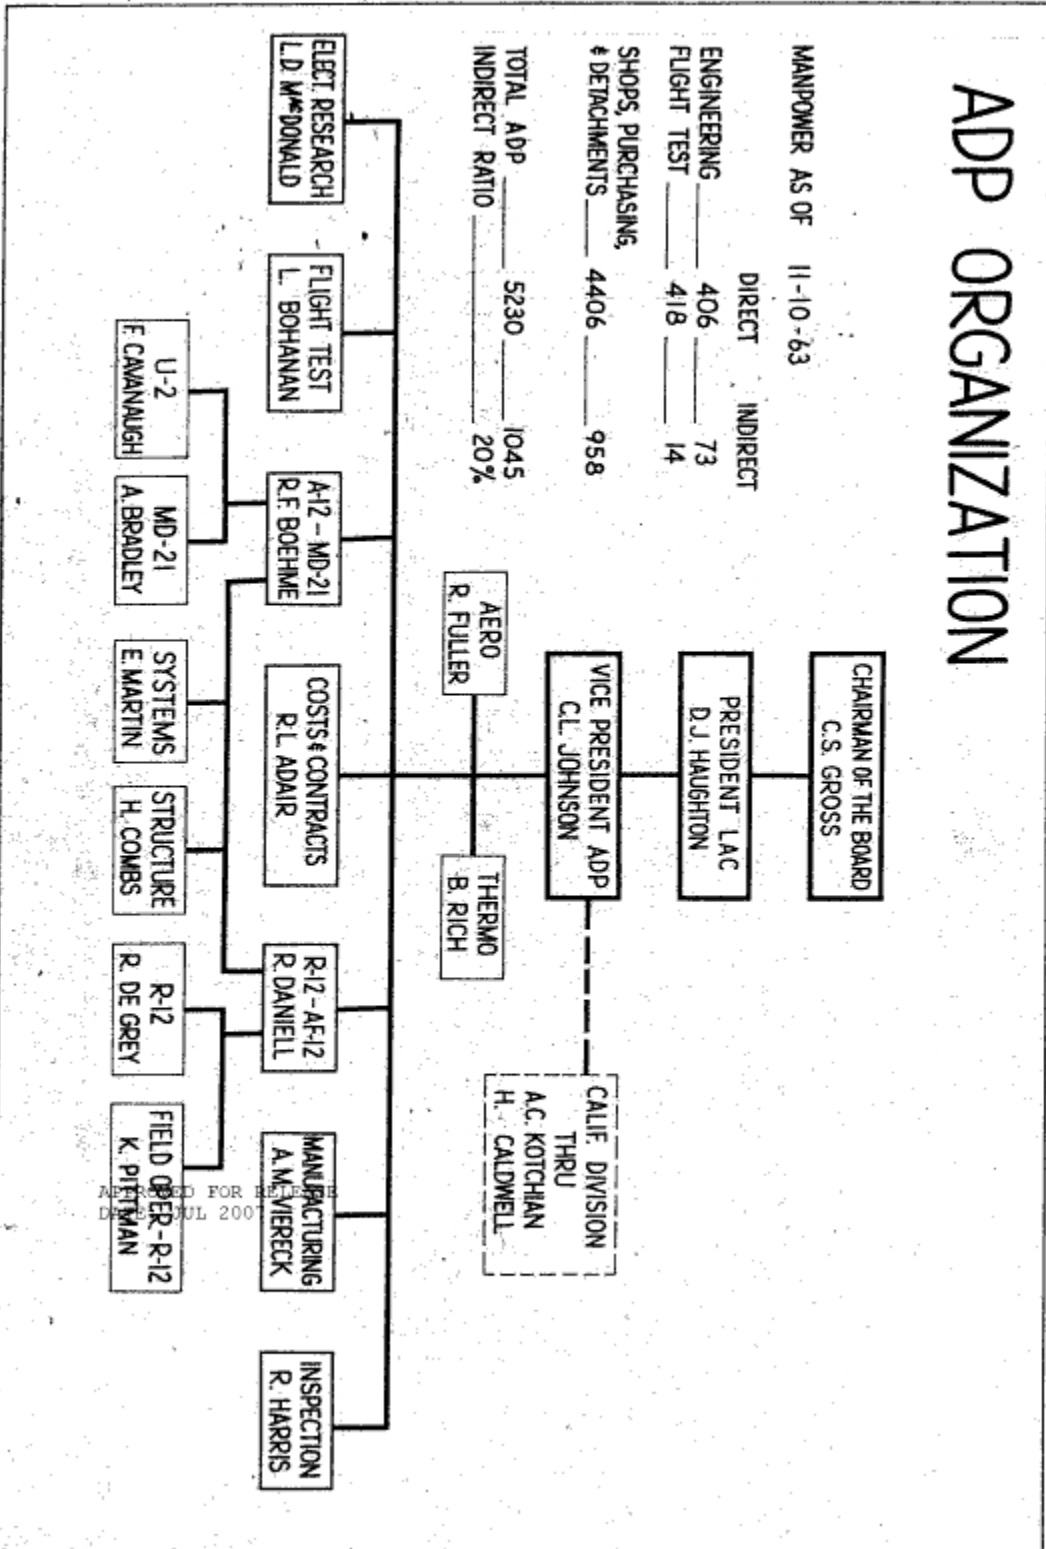 ADP ORGANIZATION
MANPOWER AS OF 11-10-63
DIRECT INDIRECT
ENGINEERING 406 73
FLIGHT TEST 418 14
SHOPS, PURCHASING,
& DETACHMENTS 4406 958
TOTAL ADP 5230 1045
INDIRECT RATIO 20%
CHAIRMAN OF THE BOARD
C.S. GROSS
PRESIDENT LAC
D.J. HAUGHTON
VICE PRESIDENT ADP
C.L. JOHNSON
CALIF. DIVISION
THRU
A.C. KOTCHIAN
H. CALDWELL
AERO
R. FULLER
THERMO
B. RICH
ELECT. RESEARCH
L.D. MacDONALD
FLIGHT TEST
L. BOHANAN
A-12 - MD-21
R.F. BOEHME
COSTS & CONTRACTS
R.L. ADAIR
R-12 - AF-12
R. DANIELL
MANUFACTURING
A.M. VIERECK
INSPECTION
R. HARRIS
U-2
F. CAVANAUGH
MD-21
A. BRADLEY
SYSTEMS
E. MARTIN
STRUCTURE
H. COMBS
R-12
R. DE GREY
FIELD OPER-R-12
K. PITTMAN
APPROVED FOR RELEASE
DATE: JUL 2007